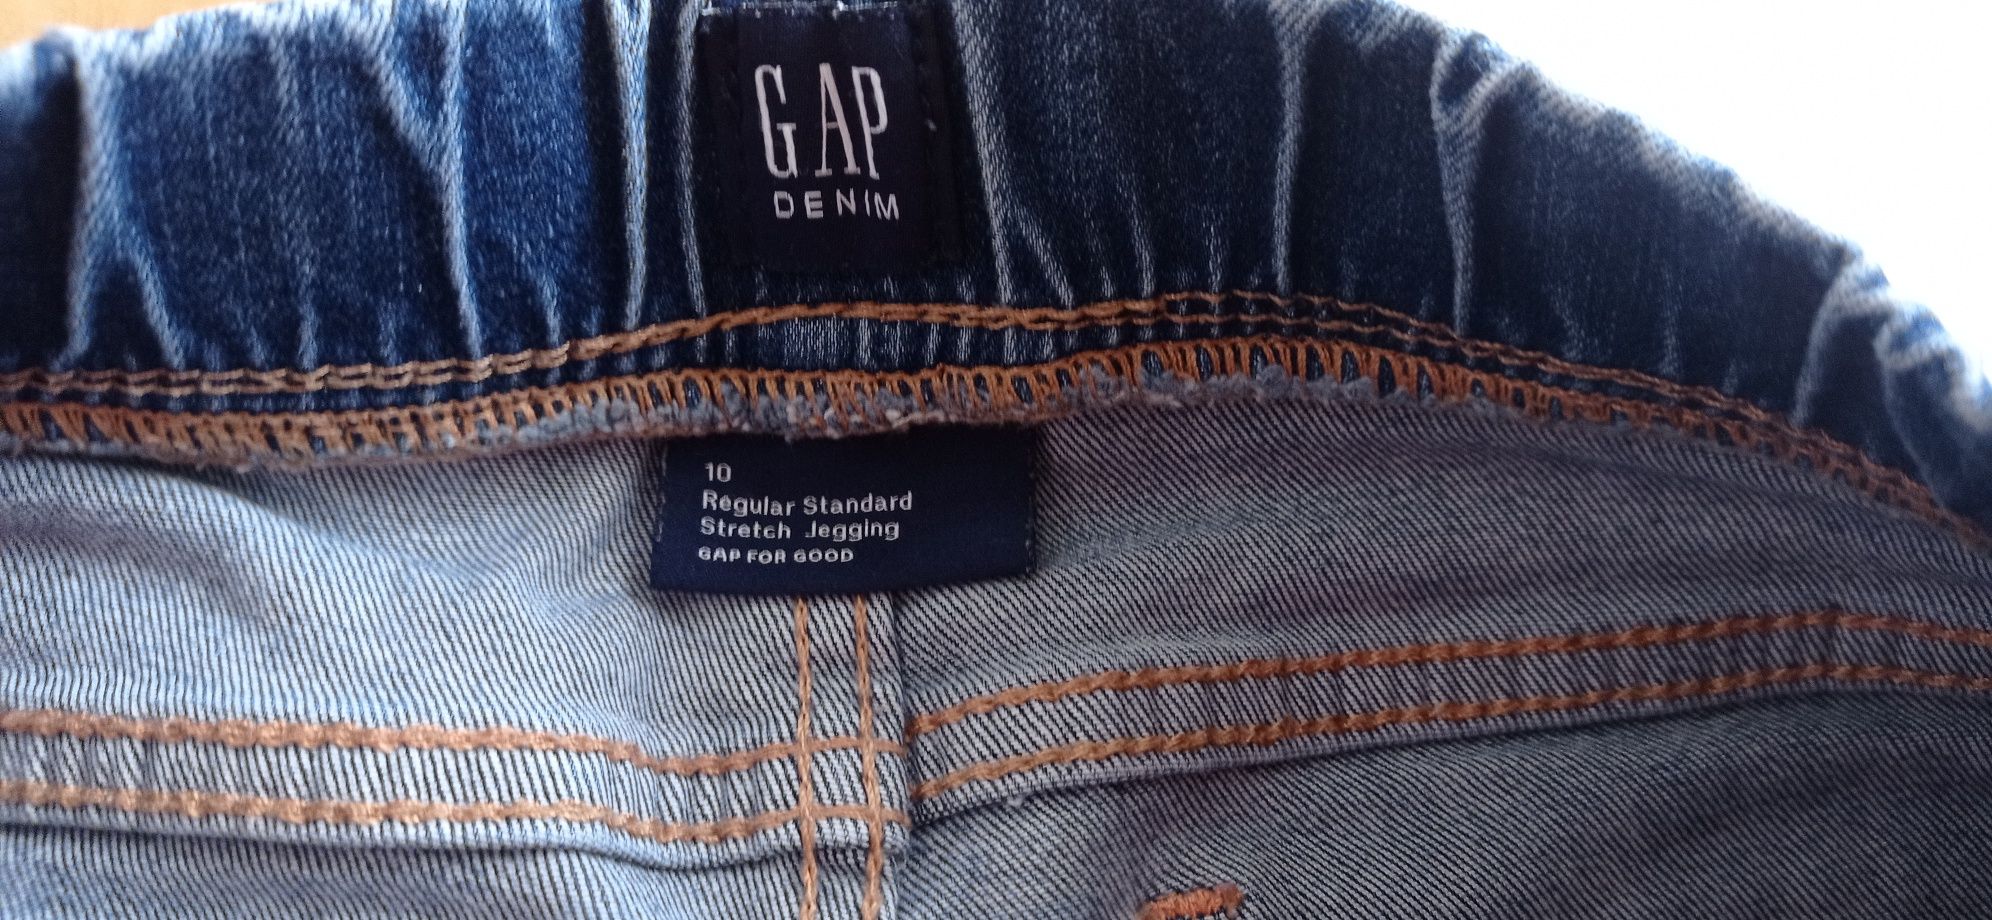 GAP
DENIM
10
Regular Standard
Stretch Jegging
GAP FOR GOOD